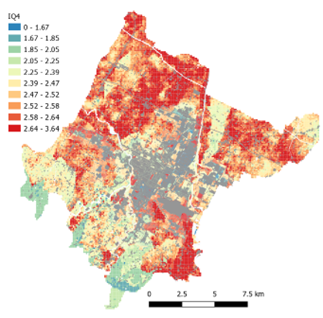 IQ4
0 - 1.67
1.67 - 1.85
1.85 - 2.05
2.05 - 2.25
2.25 - 2.39
2.39 - 2.47
2.47 - 2.52
2.52 - 2.58
2.58 - 2.64
2.64 - 3.64
0 2.5 5 7.5 km